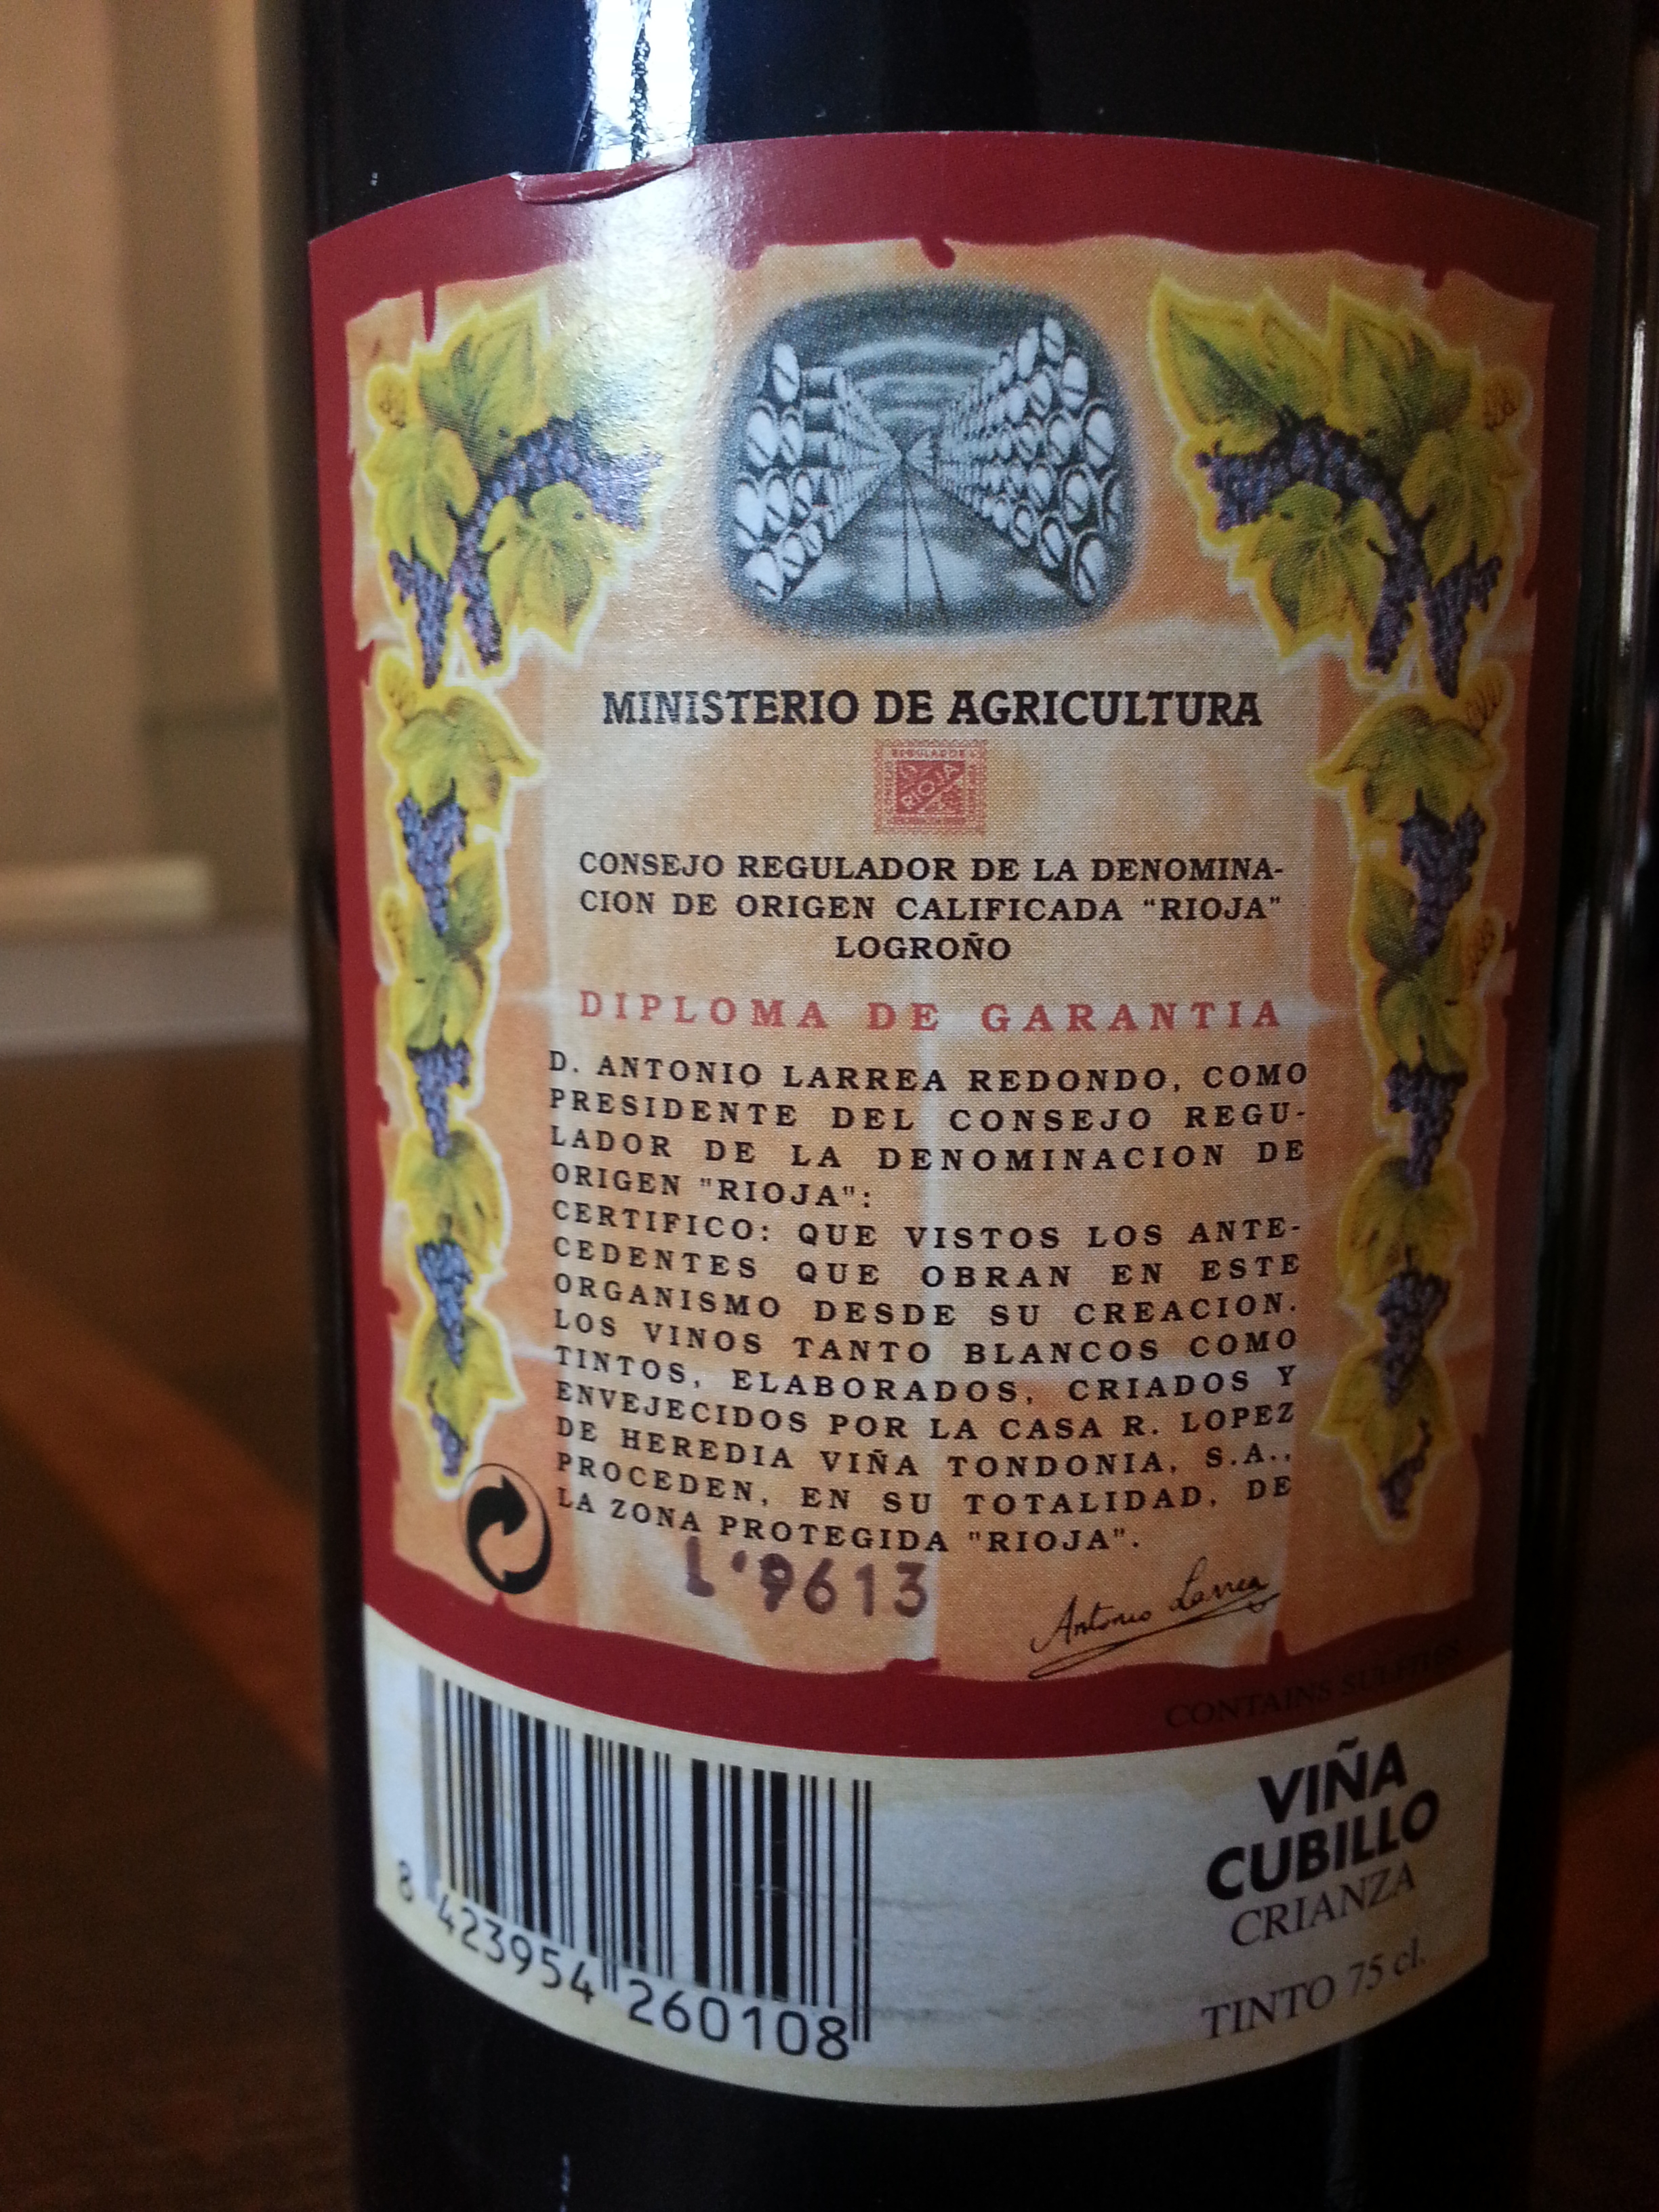 MINISTERIO DE AGRICULTURA
REGULADOR
RIOJA
CONSEJO REGULADOR DE LA DENOMINA-
CION DE ORIGEN CALIFICADA "RIOJA"
LOGROÑO
DIPLOMA DE GARANTIA
D. ANTONIO LARREA REDONDO, COMO
PRESIDENTE DEL CONSEJO REGU-
LADOR DE LA DENOMINACION DE
ORIGEN "RIOJA":
CERTIFICO: QUE VISTOS LOS ANTE-
CEDENTES QUE OBRAN EN ESTE
ORGANISMO DESDE SU CREACION.
LOS VINOS TANTO BLANCOS COMO
TINTOS, ELABORADOS, CRIADOS Y
ENVEJECIDOS POR LA CASA R. LOPEZ
DE HEREDIA VIÑA TONDONIA, S.A.,
PROCEDEN, EN SU TOTALIDAD, DE
LA ZONA PROTEGIDA "RIOJA".
L'9613
Antonio Larrea
CONTAINS SULFITES
VIÑA
CUBILLO
CRIANZA
TINTO 75 cl.
8 423954 260108